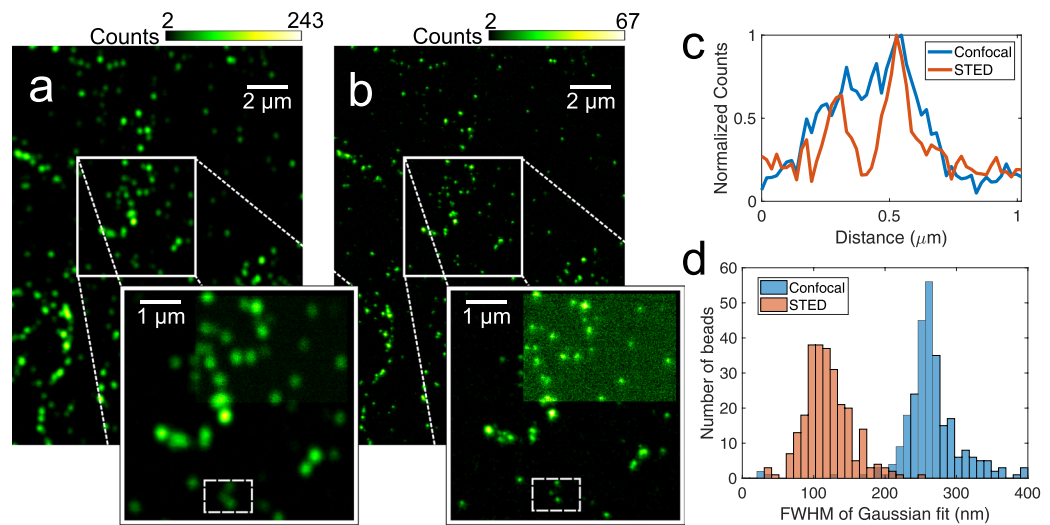 Counts 2 243
a
2 μm
1 μm
Counts 2 67
b
2 μm
1 μm
c
Confocal
STED
Normalized Counts
1
0.5
0
0 0.5 1
Distance (μm)
d
Confocal
STED
Number of beads
60
50
40
30
20
10
0
0 100 200 300 400
FWHM of Gaussian fit (nm)